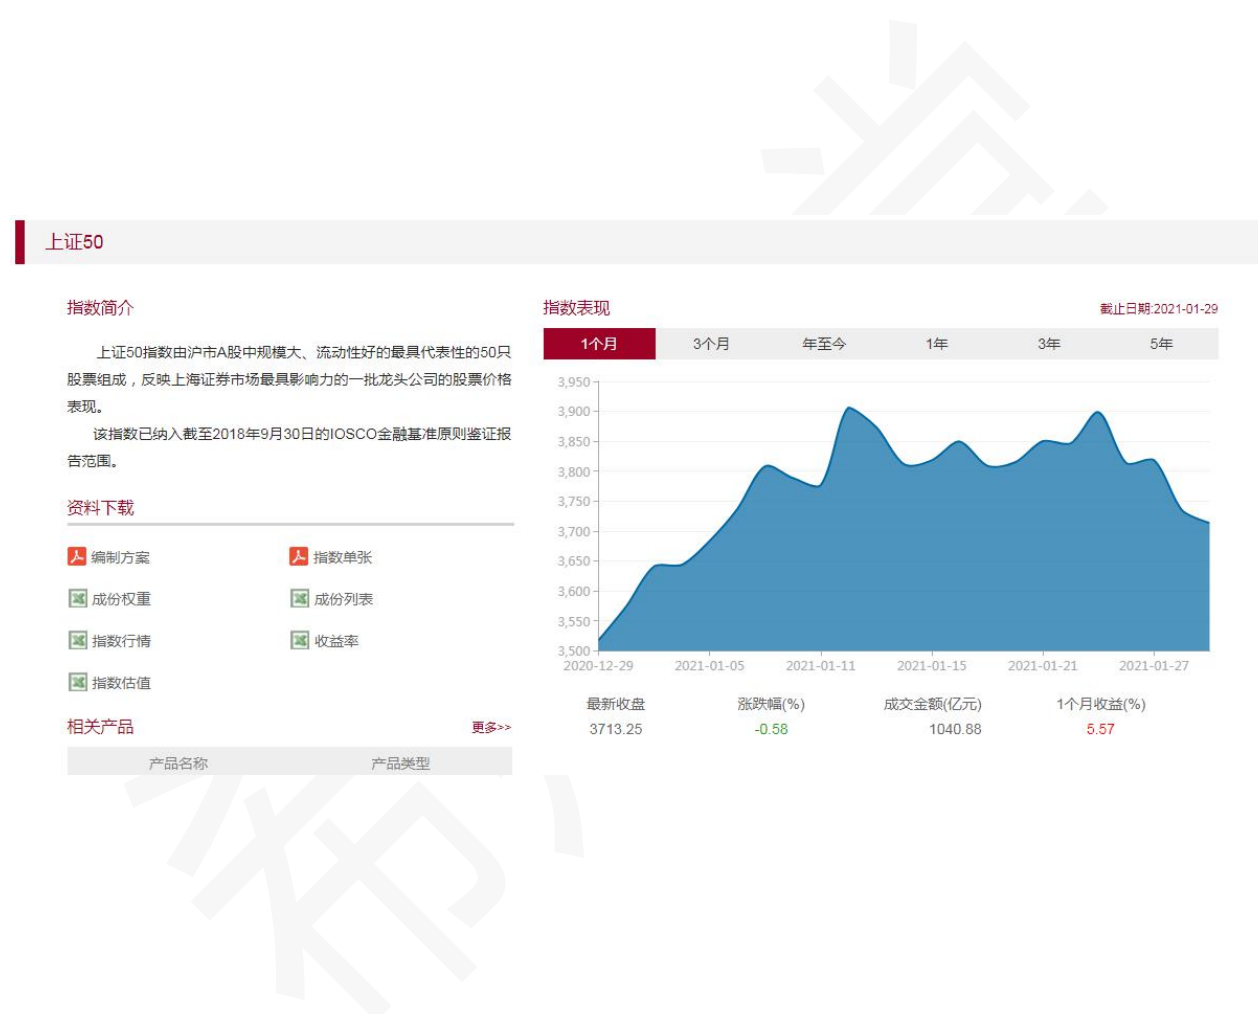 上证50
指数简介
上证50指数由沪市A股中规模大、流动性好的最具代表性的50只
股票组成，反映上海证券市场最具影响力的一批龙头公司的股票价格
表现。
该指数已纳入截至2018年9月30日的IOSCO金融基准原则鉴证报
告范围。
资料下载
编制方案 指数单张
成份权重 成份列表
指数行情 收益率
指数估值
相关产品 更多>>
产品名称 产品类型
指数表现 截止日期:2021-01-29
1个月 3个月 年至今 1年 3年 5年
3,950
3,900
3,850
3,800
3,750
3,700
3,650
3,600
3,550
3,500
2020-12-29 2021-01-05 2021-01-11 2021-01-15 2021-01-21 2021-01-27
最新收盘 涨跌幅(%) 成交金额(亿元) 1个月收益(%)
3713.25 -0.58 1040.88 5.57